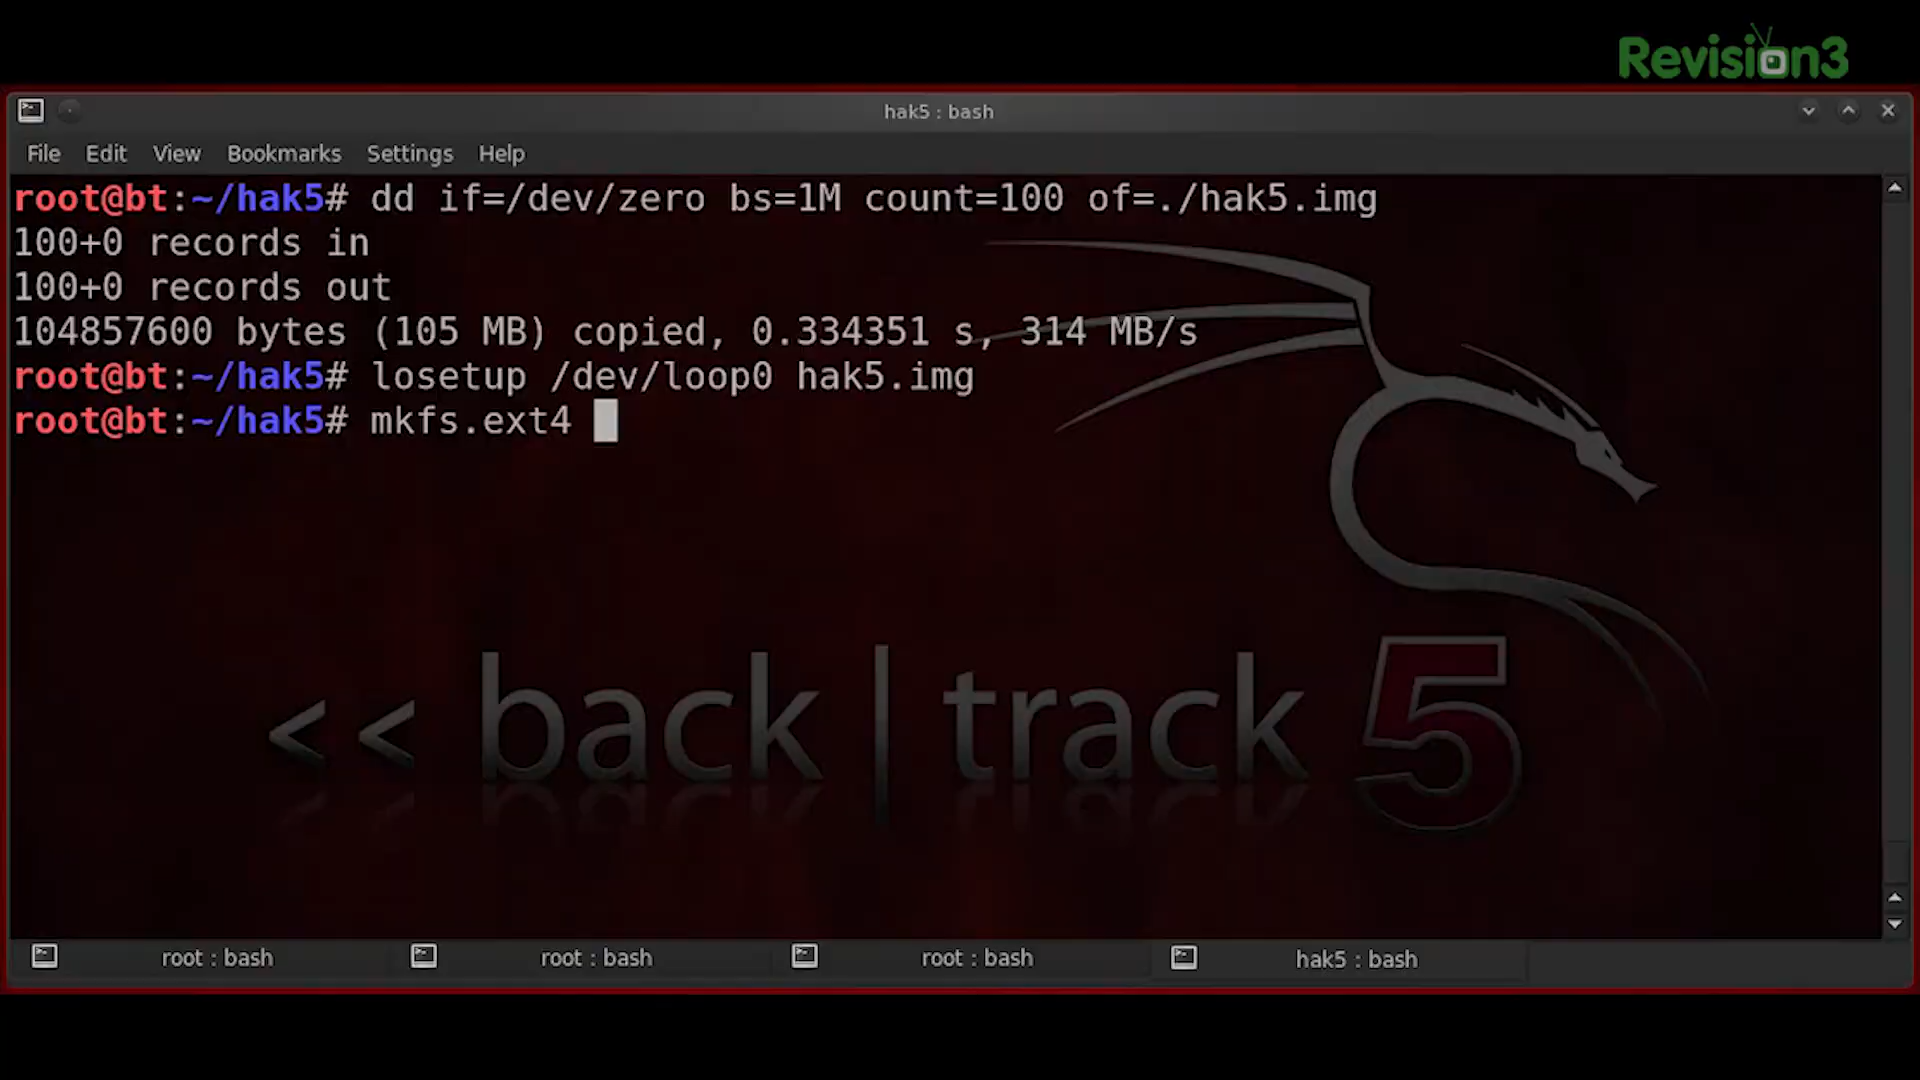 Revision3
hak5 : bash
File Edit View Bookmarks Settings Help
root@bt:~/hak5# dd if=/dev/zero bs=1M count=100 of=./hak5.img
100+0 records in
100+0 records out
104857600 bytes (105 MB) copied, 0.334351 s, 314 MB/s
root@bt:~/hak5# losetup /dev/loop0 hak5.img
root@bt:~/hak5# mkfs.ext4
<< back | track 5
root : bash root : bash root : bash hak5 : bash